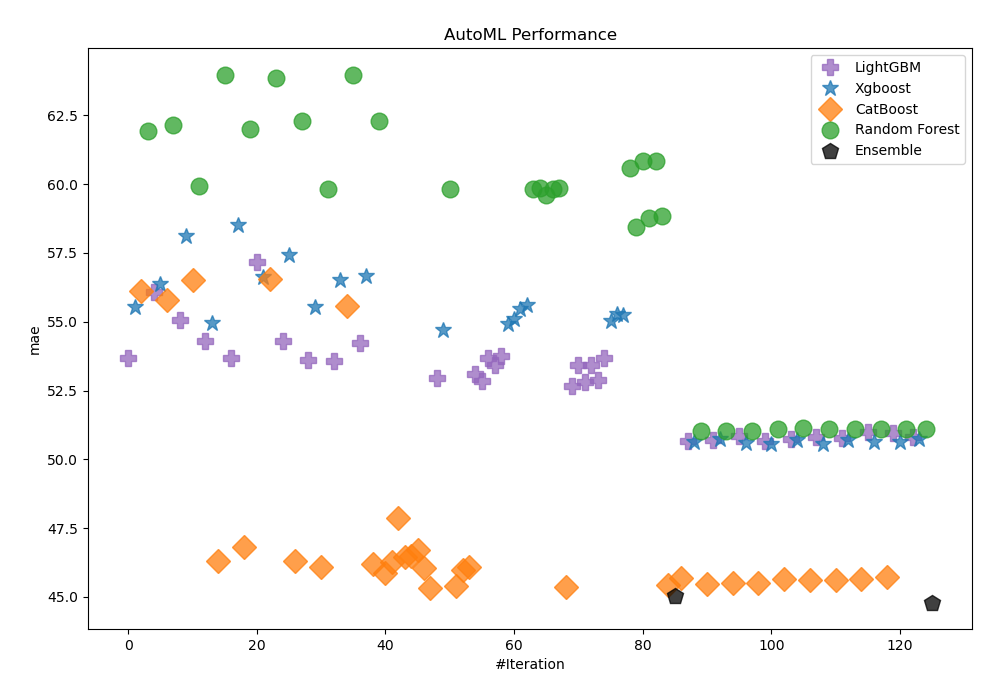 AutoML Performance
LightGBM
Xgboost
CatBoost
Random Forest
Ensemble
mae
62.5
60.0
57.5
55.0
52.5
50.0
47.5
45.0
0 20 40 60 80 100 120
#Iteration